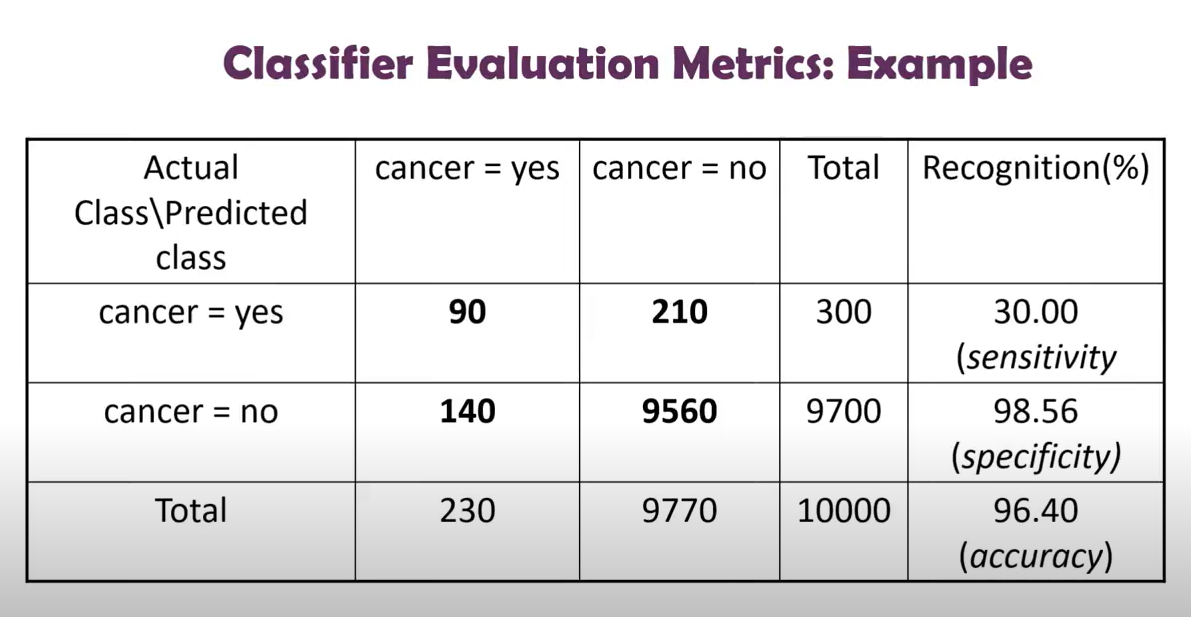 Classifier Evaluation Metrics: Example
Actual Class\Predicted class cancer = yes cancer = no Total Recognition(%)
cancer = yes 90 210 300 30.00 (sensitivity
cancer = no 140 9560 9700 98.56 (specificity)
Total 230 9770 10000 96.40 (accuracy)